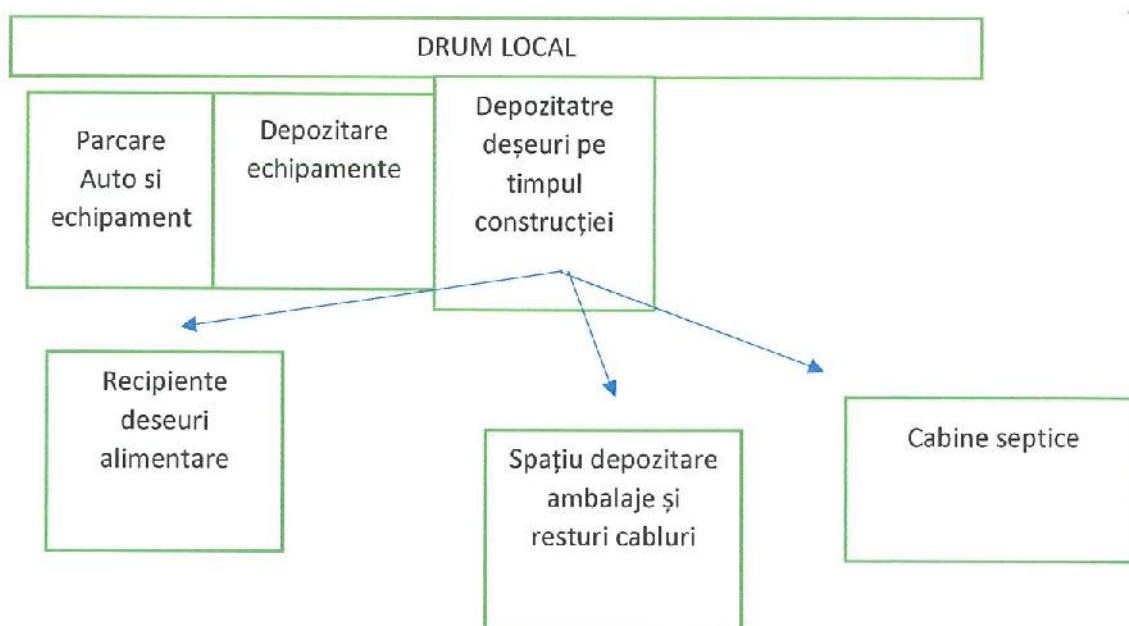 DRUM LOCAL
Parcare
Auto si
echipament
Depozitare
echipamente
Depozitatre
deșeuri pe
timpul
construcției
Recipiente
deseuri
alimentare
Spațiu depozitare
ambalaje și
resturi cabluri
Cabine septice